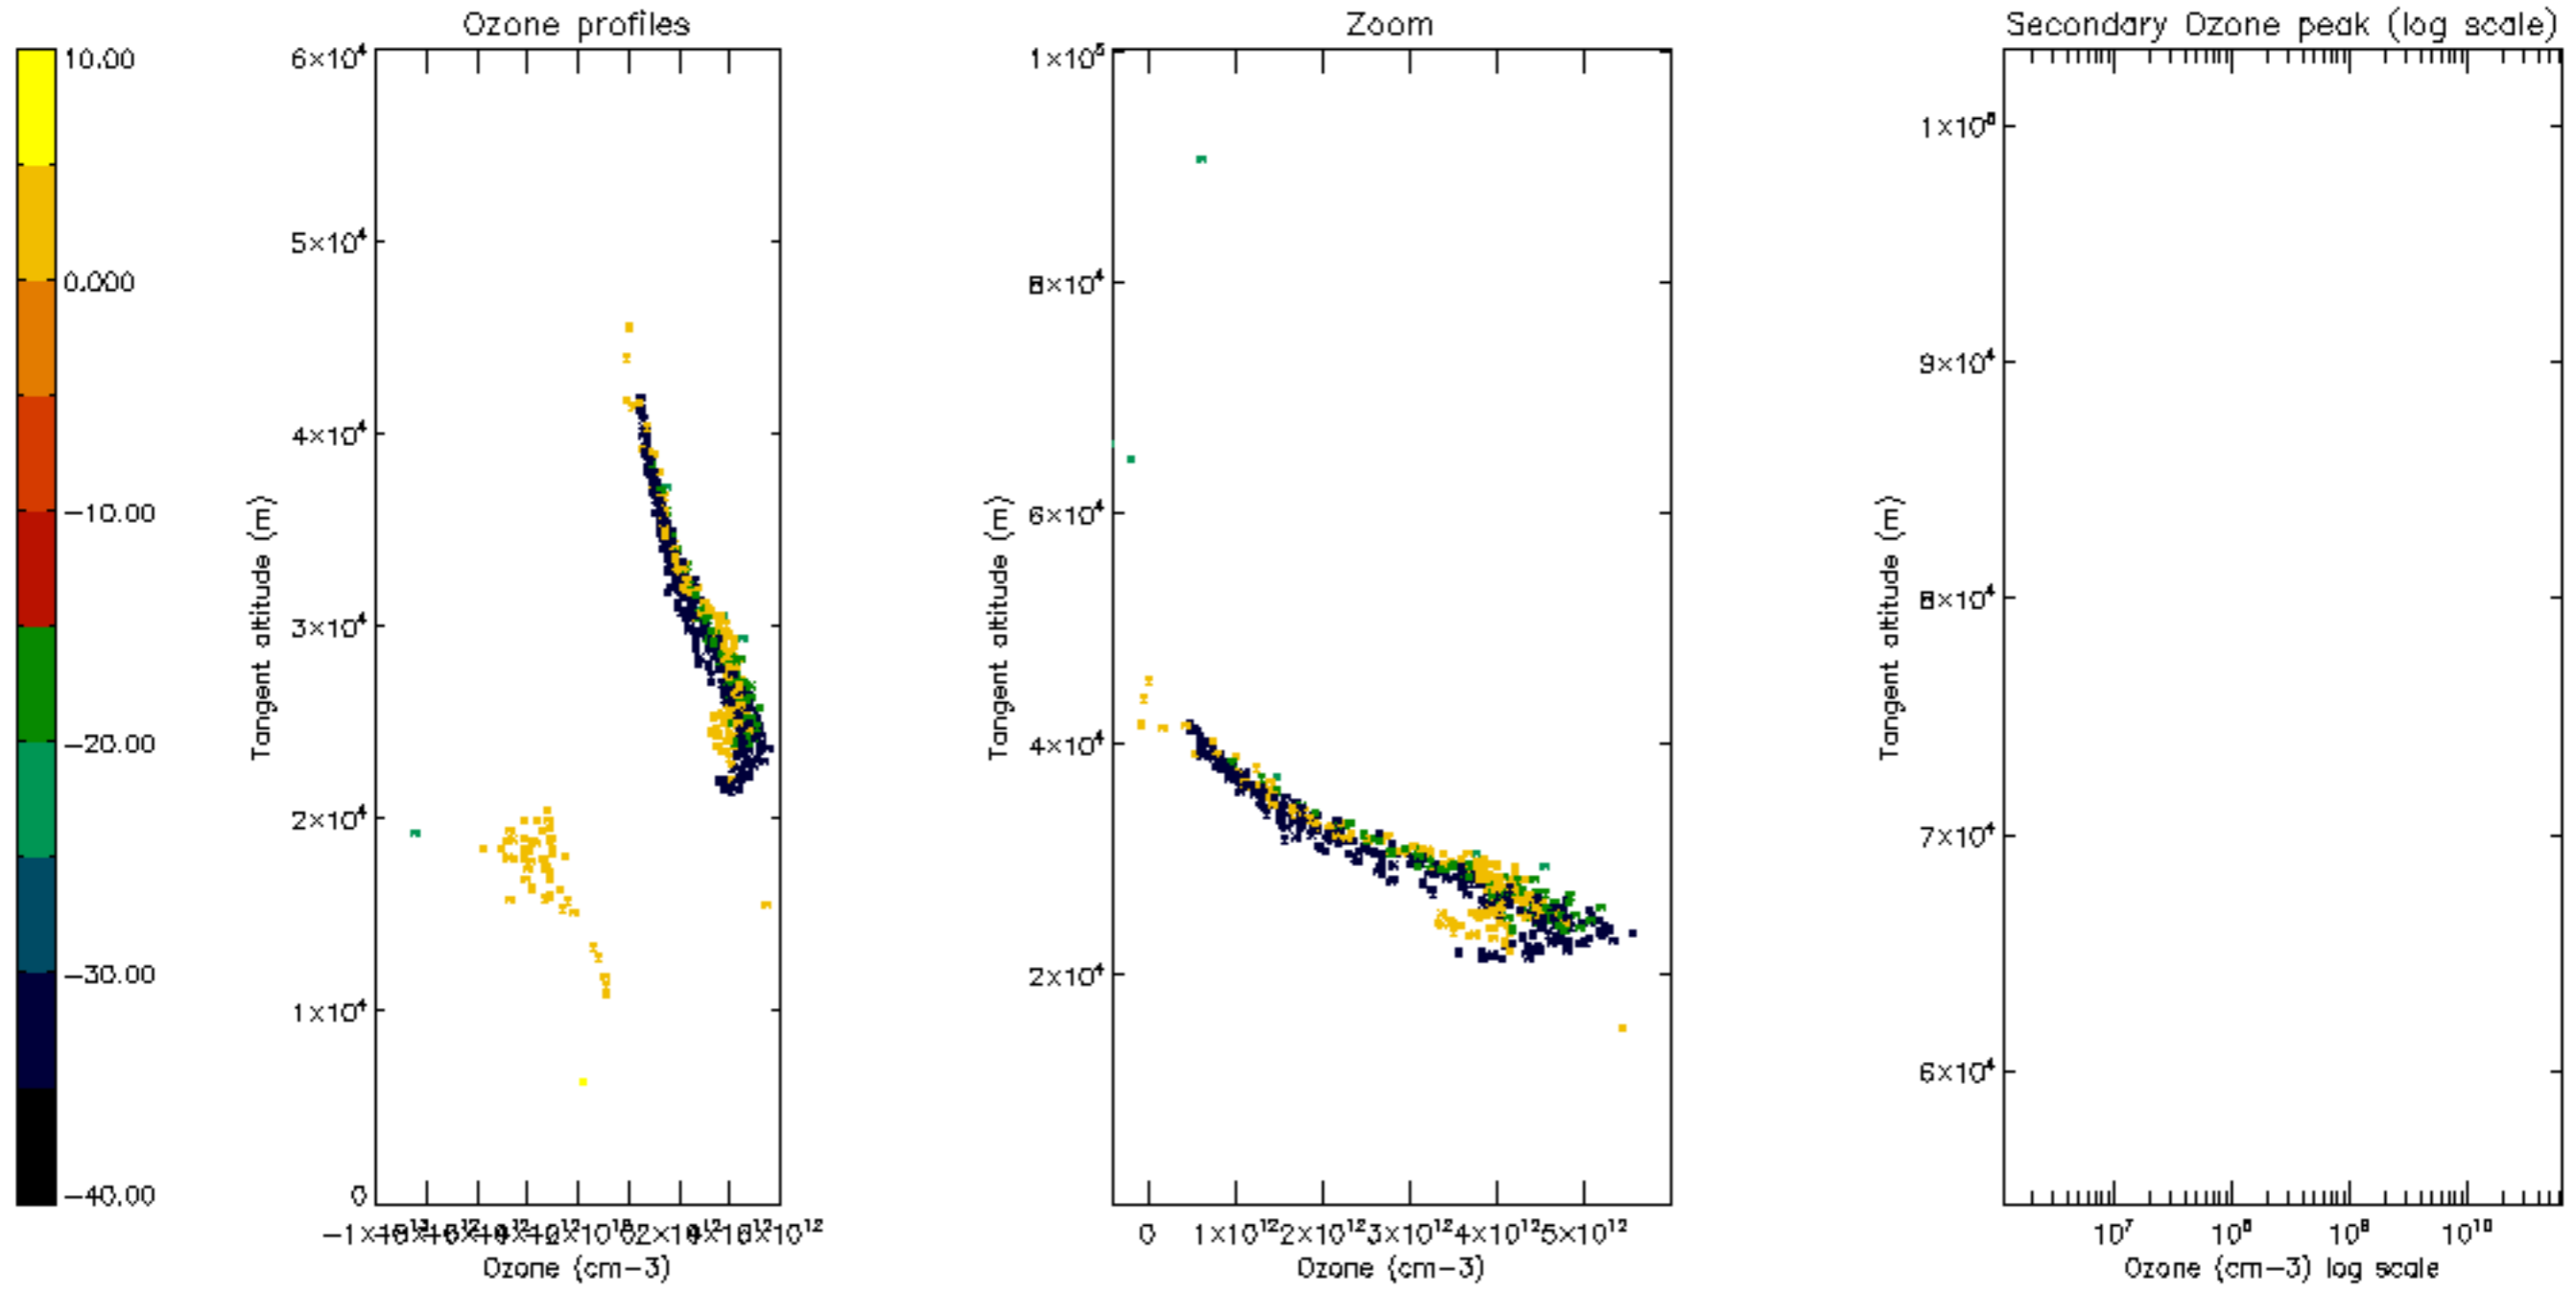 Ozone profiles
Zoom
Secondary Ozone peak (log scale)
10.00
0.000
-10.00
-20.00
-30.00
-40.00
6×10⁴
5×10⁴
4×10⁴
3×10⁴
2×10⁴
1×10⁴
0
Tangent altitude (m)
Ozone (cm-3)
1×10⁵
8×10⁴
6×10⁴
4×10⁴
2×10⁴
Tangent altitude (m)
0 1×10¹² 2×10¹² 3×10¹² 4×10¹² 5×10¹²
Ozone (cm-3)
1×10⁵
9×10⁴
8×10⁴
7×10⁴
6×10⁴
Tangent altitude (m)
10⁷ 10⁸ 10⁹ 10¹⁰
Ozone (cm-3) log scale